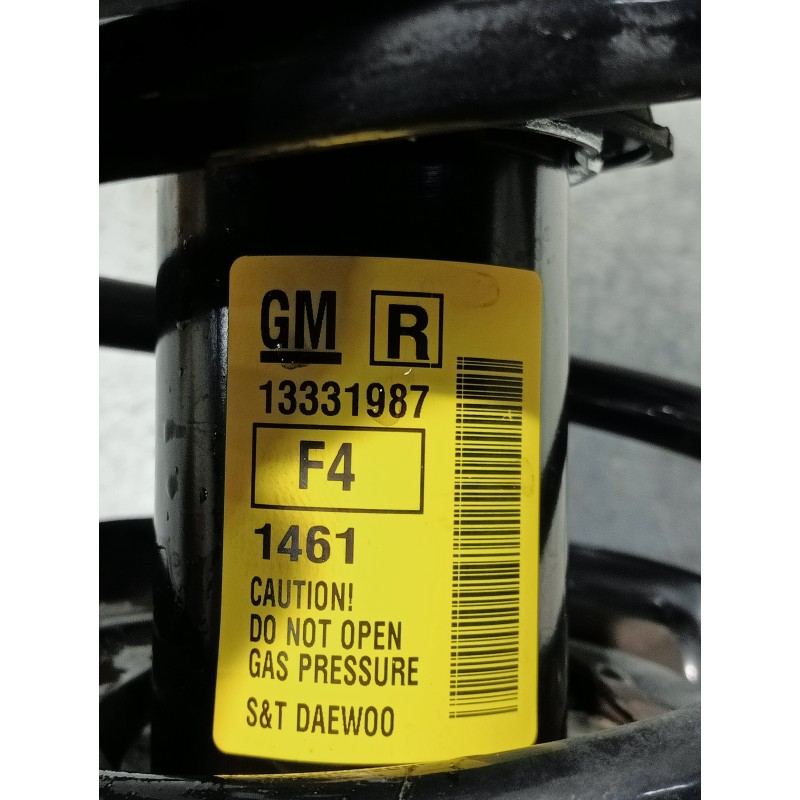 GM R
13331987
F4
1461
CAUTION!
DO NOT OPEN
GAS PRESSURE
S&T DAEWOO